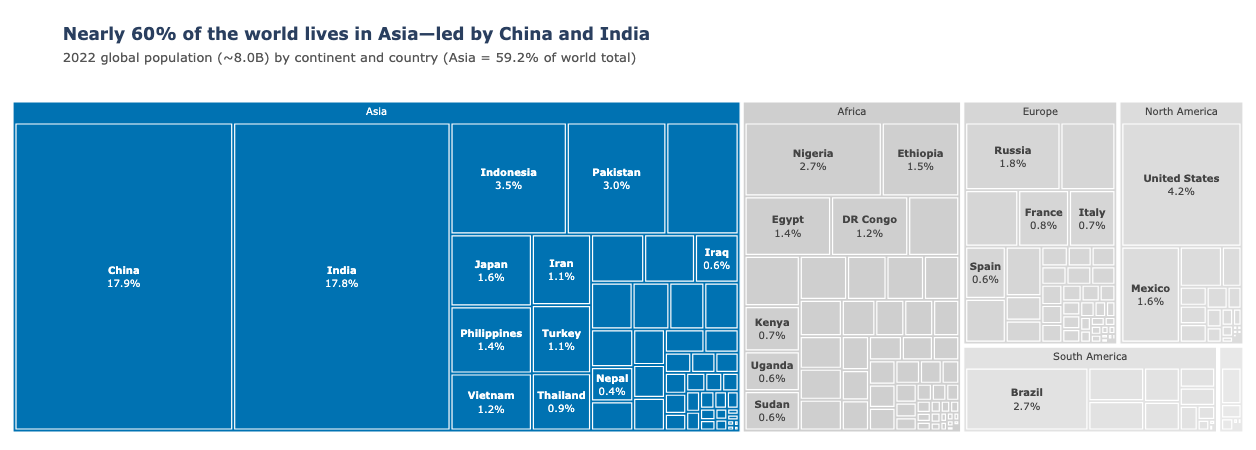 Nearly 60% of the world lives in Asia—led by China and India
2022 global population (~8.0B) by continent and country (Asia = 59.2% of world total)
Asia
China
17.9%
India
17.8%
Indonesia
3.5%
Pakistan
3.0%
Japan
1.6%
Iran
1.1%
Iraq
0.6%
Philippines
1.4%
Turkey
1.1%
Vietnam
1.2%
Thailand
0.9%
Nepal
0.4%
Africa
Nigeria
2.7%
Ethiopia
1.5%
Egypt
1.4%
DR Congo
1.2%
Kenya
0.7%
Uganda
0.6%
Sudan
0.6%
Europe
Russia
1.8%
France
0.8%
Italy
0.7%
Spain
0.6%
North America
United States
4.2%
Mexico
1.6%
South America
Brazil
2.7%